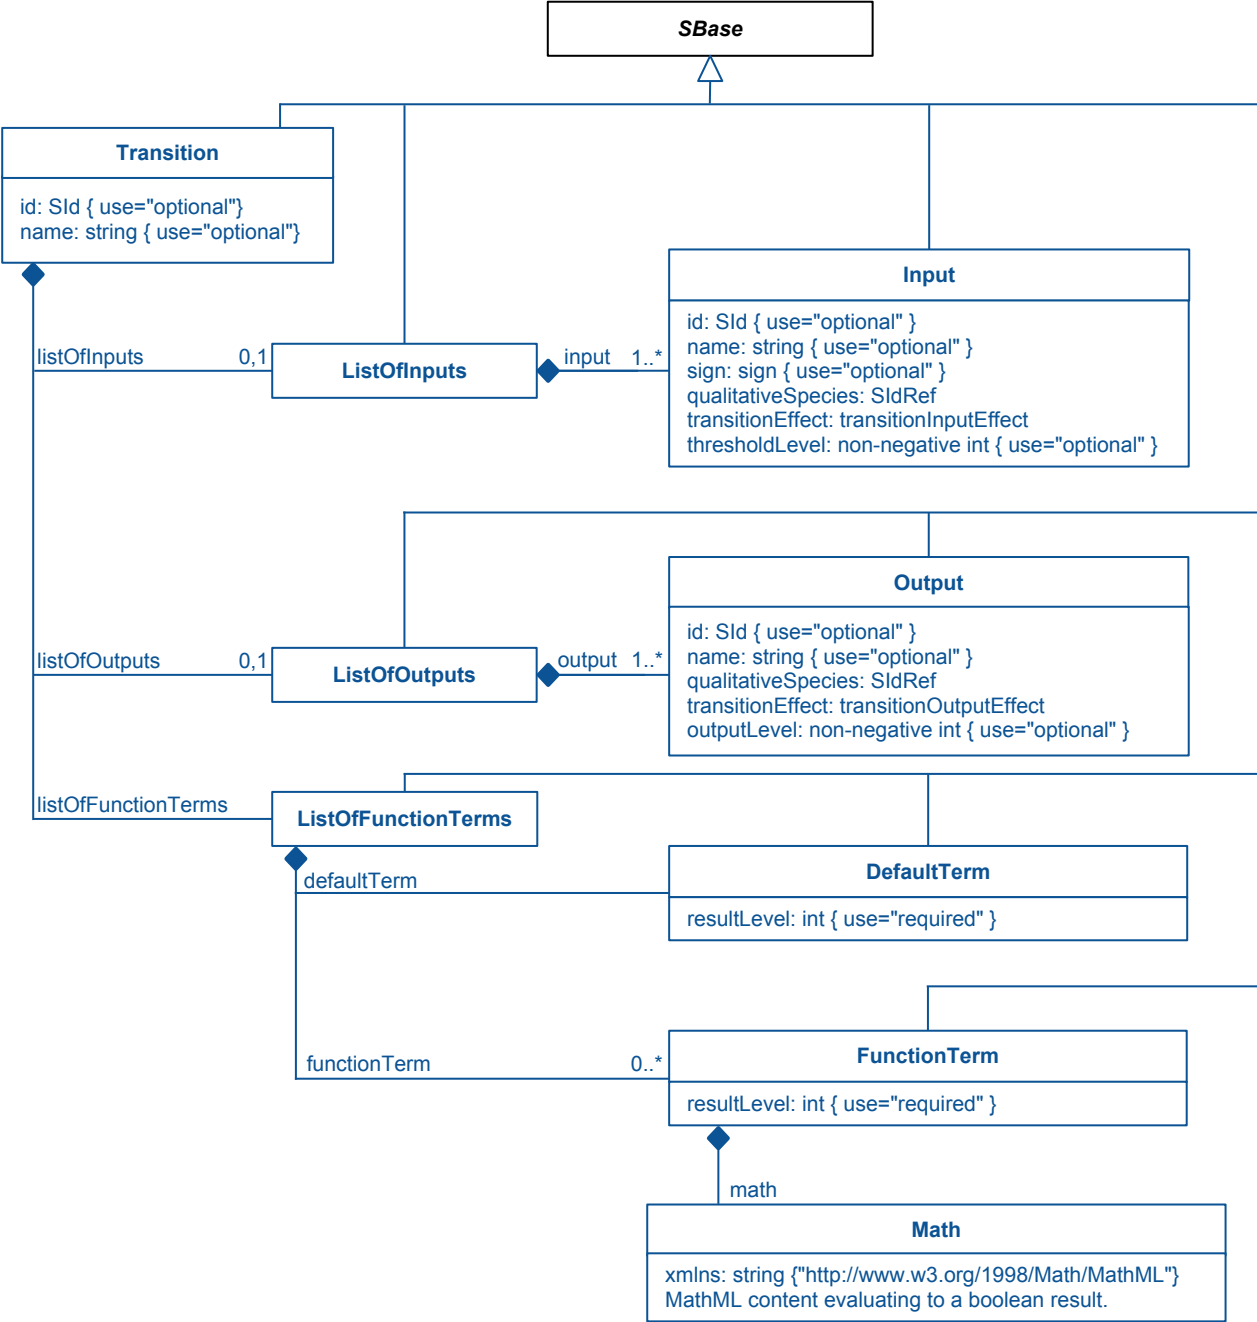 SBase
Transition
id: SId { use="optional"}
name: string { use="optional"}
Input
id: SId { use="optional" }
name: string { use="optional" }
sign: sign { use="optional" }
qualitativeSpecies: SIdRef
transitionEffect: transitionInputEffect
thresholdLevel: non-negative int { use="optional" }
listOfInputs 0,1
ListOfInputs
input 1..*
Output
id: SId { use="optional" }
name: string { use="optional" }
qualitativeSpecies: SIdRef
transitionEffect: transitionOutputEffect
outputLevel: non-negative int { use="optional" }
listOfOutputs 0,1
ListOfOutputs
output 1..*
listOfFunctionTerms
ListOfFunctionTerms
defaultTerm
DefaultTerm
resultLevel: int { use="required" }
functionTerm 0..*
FunctionTerm
resultLevel: int { use="required" }
math
Math
xmlns: string {"http://www.w3.org/1998/Math/MathML"}
MathML content evaluating to a boolean result.